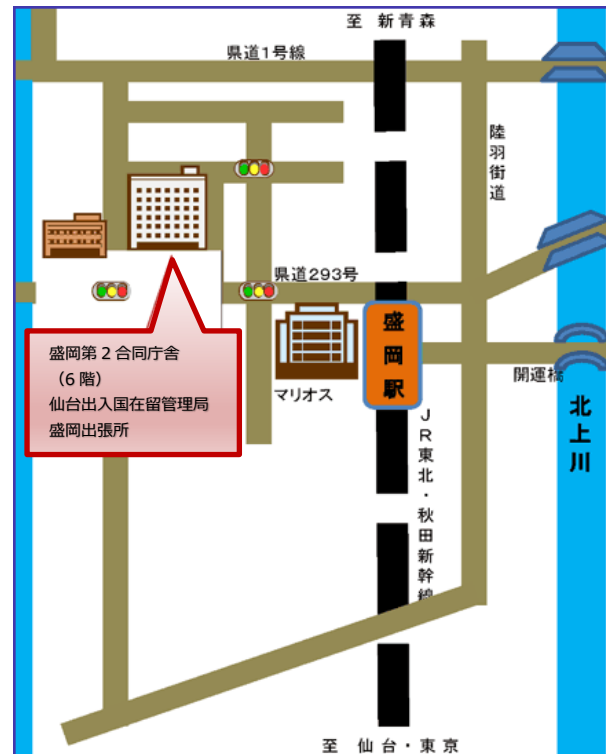 至 新青森
県道1号線
陸羽街道
県道293号
盛岡駅
マリオス
開運橋
北上川
盛岡第２合同庁舎
（6階）
仙台出入国在留管理局
盛岡出張所
ＪＲ東北・秋田新幹線
至 仙台・東京